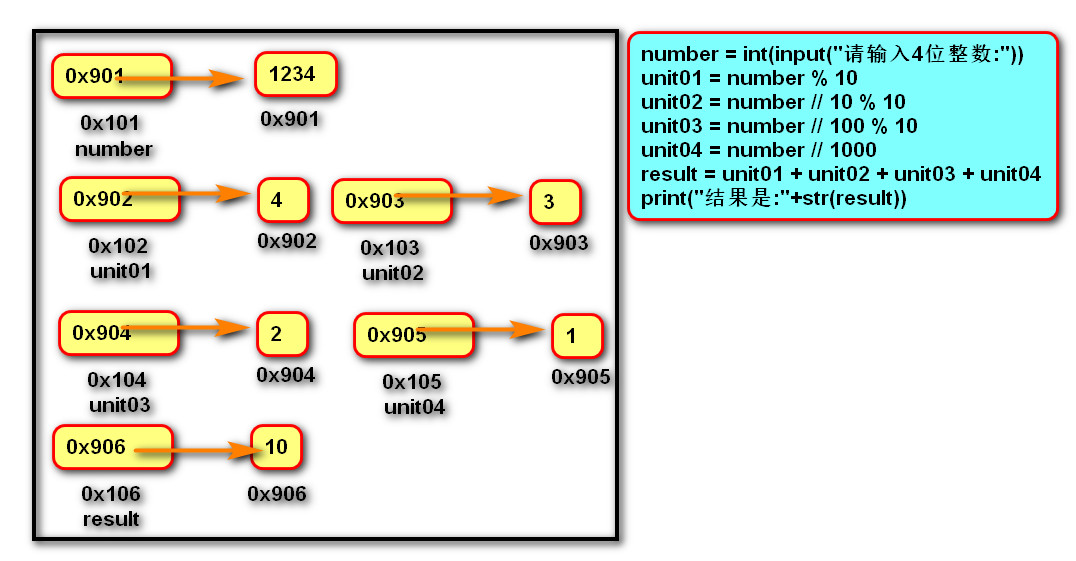 0x901
1234
0x101
number
0x901
0x902
4
0x903
3
0x102
unit01
0x902
0x103
unit02
0x903
0x904
2
0x905
1
0x104
unit03
0x904
0x105
unit04
0x905
0x906
10
0x106
result
0x906
number = int(input("请输入4位整数:"))
unit01 = number % 10
unit02 = number // 10 % 10
unit03 = number // 100 % 10
unit04 = number // 1000
result = unit01 + unit02 + unit03 + unit04
print("结果是:"+str(result))